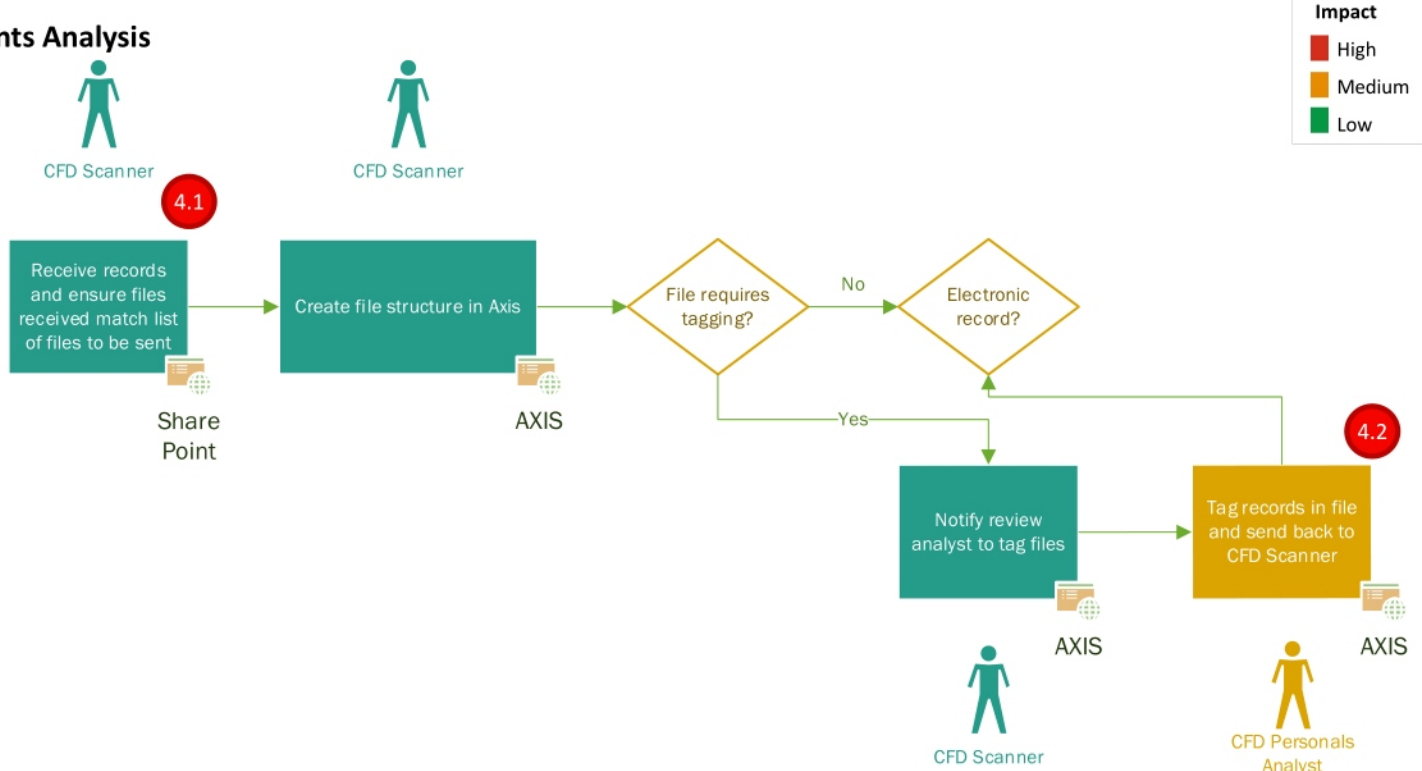 nts Analysis
Impact
High
Medium
Low
CFD Scanner
CFD Scanner
4.1
Receive records
and ensure files
received match list
of files to be sent
Share
Point
Create file structure in Axis
AXIS
File requires
tagging?
No
Electronic
record?
Yes
4.2
Notify review
analyst to tag files
AXIS
CFD Scanner
Tag records in file
and send back to
CFD Scanner
AXIS
CFD Personals
Analyst